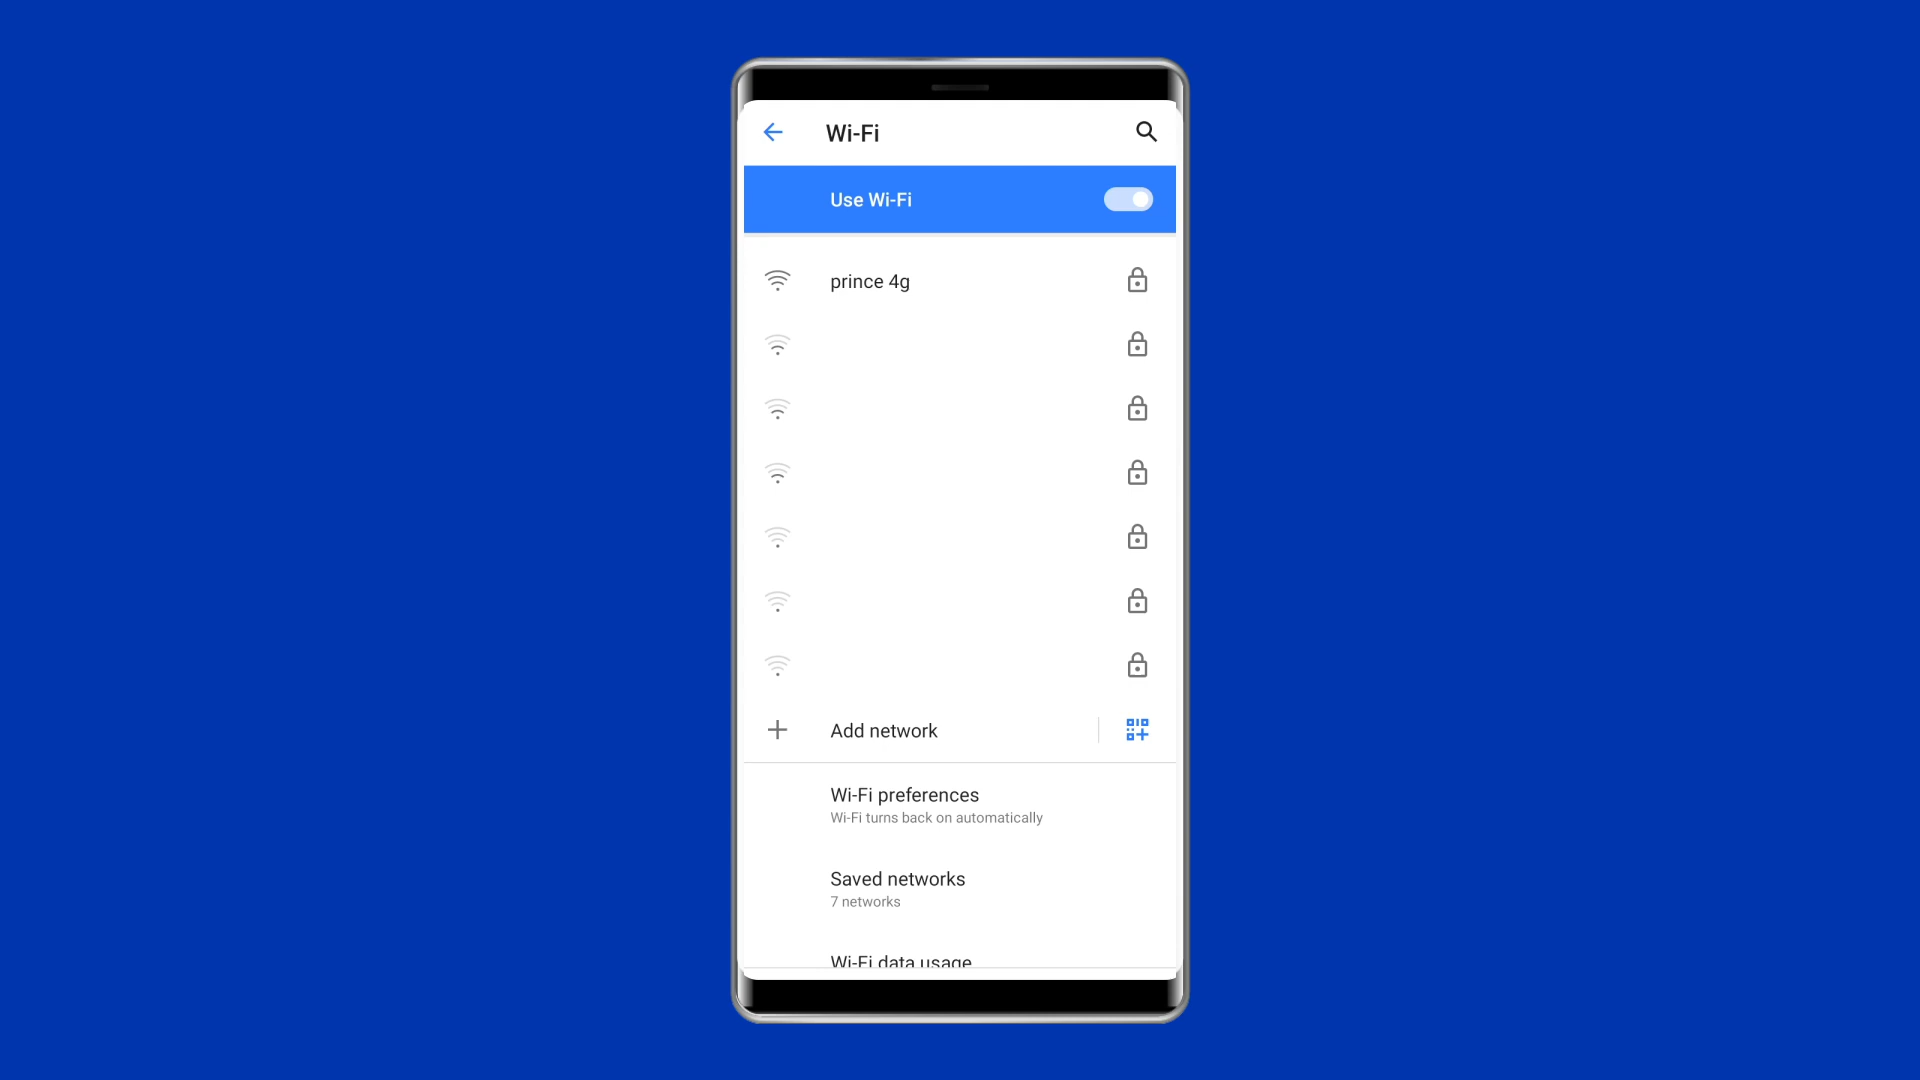 Wi-Fi
Use Wi-Fi
prince 4g
Add network
Wi-Fi preferences
Wi-Fi turns back on automatically
Saved networks
7 networks
Wi-Fi data usage